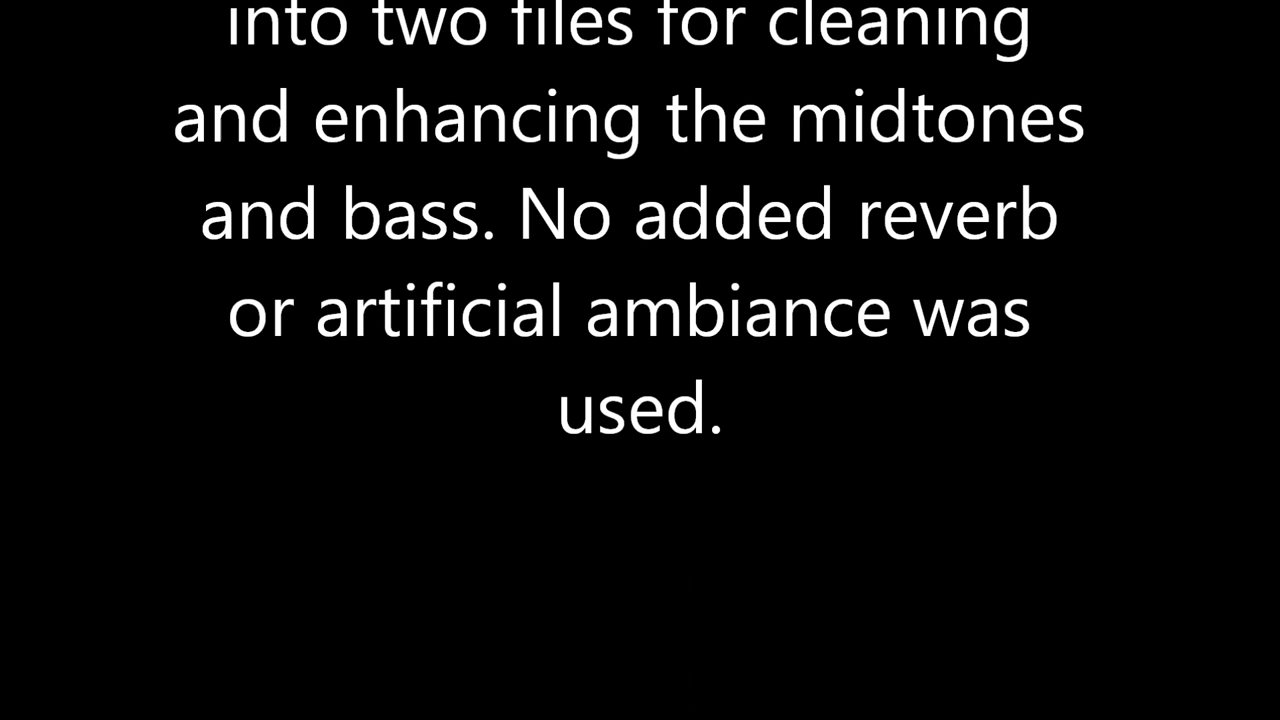 into two files for cleaning
and enhancing the midtones
and bass. No added reverb
or artificial ambiance was
used.